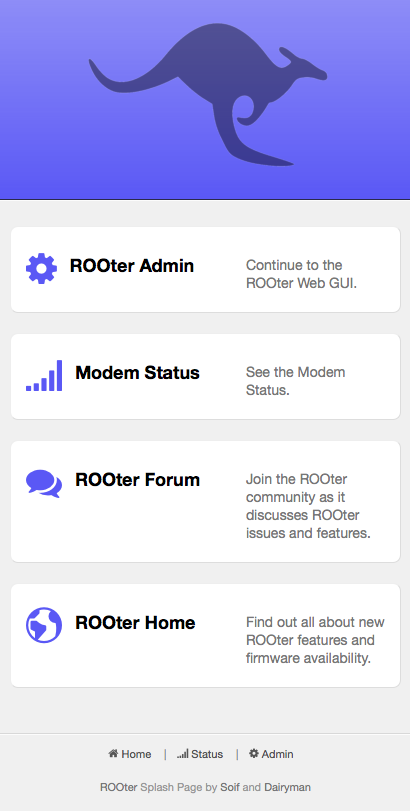 ROOter Admin
Continue to the
ROOter Web GUI.
Modem Status
See the Modem
Status.
ROOter Forum
Join the ROOter
community as it
discusses ROOter
issues and features.
ROOter Home
Find out all about new
ROOter features and
firmware availability.
Home | Status | Admin
ROOter Splash Page by Soif and Dairyman